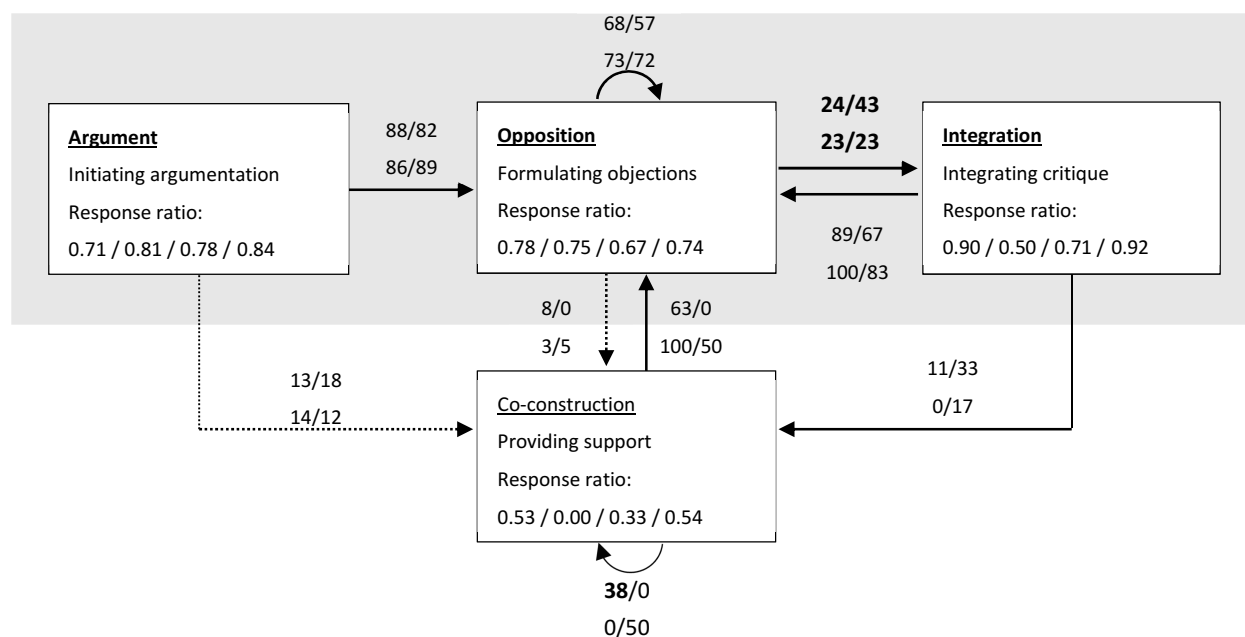 68/57
73/72
Argument
Initiating argumentation
Response ratio:
0.71 / 0.81 / 0.78 / 0.84
88/82
86/89
Opposition
Formulating objections
Response ratio:
0.78 / 0.75 / 0.67 / 0.74
24/43
23/23
89/67
100/83
Integration
Integrating critique
Response ratio:
0.90 / 0.50 / 0.71 / 0.92
8/0
3/5
63/0
100/50
13/18
14/12
11/33
0/17
Co-construction
Providing support
Response ratio:
0.53 / 0.00 / 0.33 / 0.54
38/0
0/50